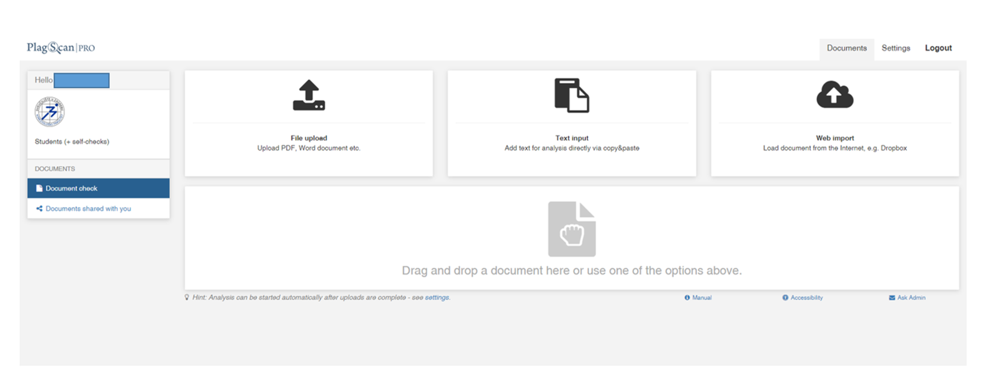 PlagScan|PRO
Documents Settings Logout
Hello
Students (+ self-checks)
DOCUMENTS
Document check
Documents shared with you
File upload
Upload PDF, Word document etc.
Text input
Add text for analysis directly via copy&paste
Web import
Load document from the Internet, e.g. Dropbox
Drag and drop a document here or use one of the options above.
Hint: Analysis can be started automatically after uploads are complete - see settings.
Manual
Accessibility
Ask Admin